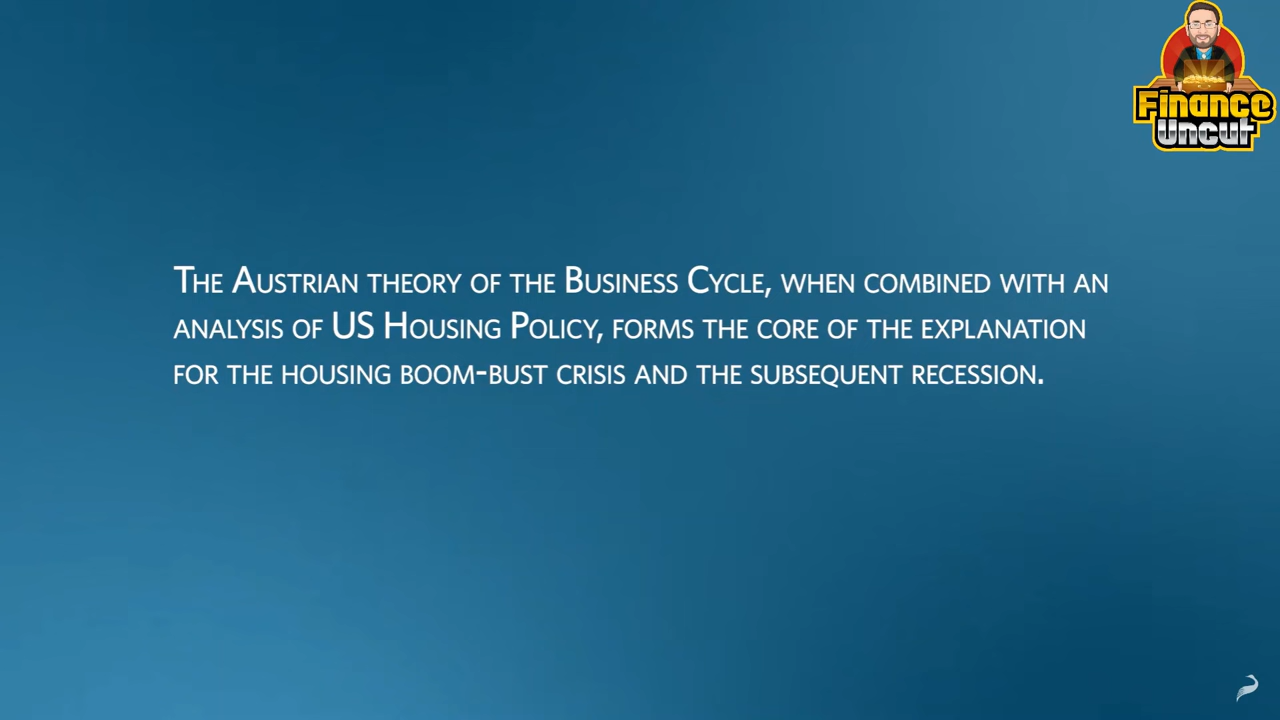 Finance
Uncut
The Austrian theory of the Business Cycle, when combined with an
analysis of US Housing Policy, forms the core of the explanation
for the housing boom-bust crisis and the subsequent recession.